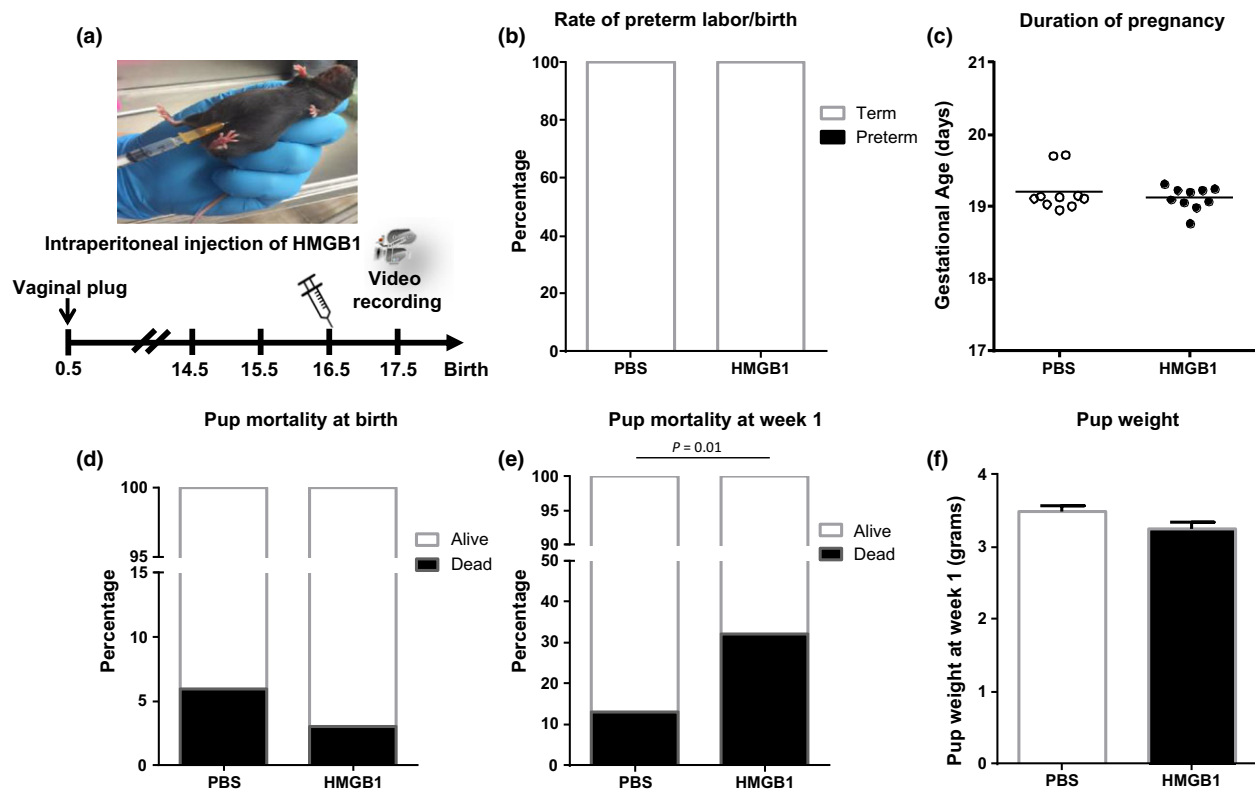 (a)
Intraperitoneal injection of HMGB1
Video
recording
Vaginal plug
0.5
14.5
15.5
16.5
17.5
Birth
Rate of preterm labor/birth
(b)
100
80
60
40
20
0
Percentage
PBS
HMGB1
Term
Preterm
Duration of pregnancy
(c)
21
20
19
18
17
Gestational Age (days)
PBS
HMGB1
Pup mortality at birth
(d)
100
95
15
10
5
0
Percentage
PBS
HMGB1
Alive
Dead
Pup mortality at week 1
(e)
P = 0.01
100
95
90
50
40
30
20
10
0
Percentage
PBS
HMGB1
Alive
Dead
Pup weight
(f)
4
3
2
1
0
Pup weight at week 1 (grams)
PBS
HMGB1